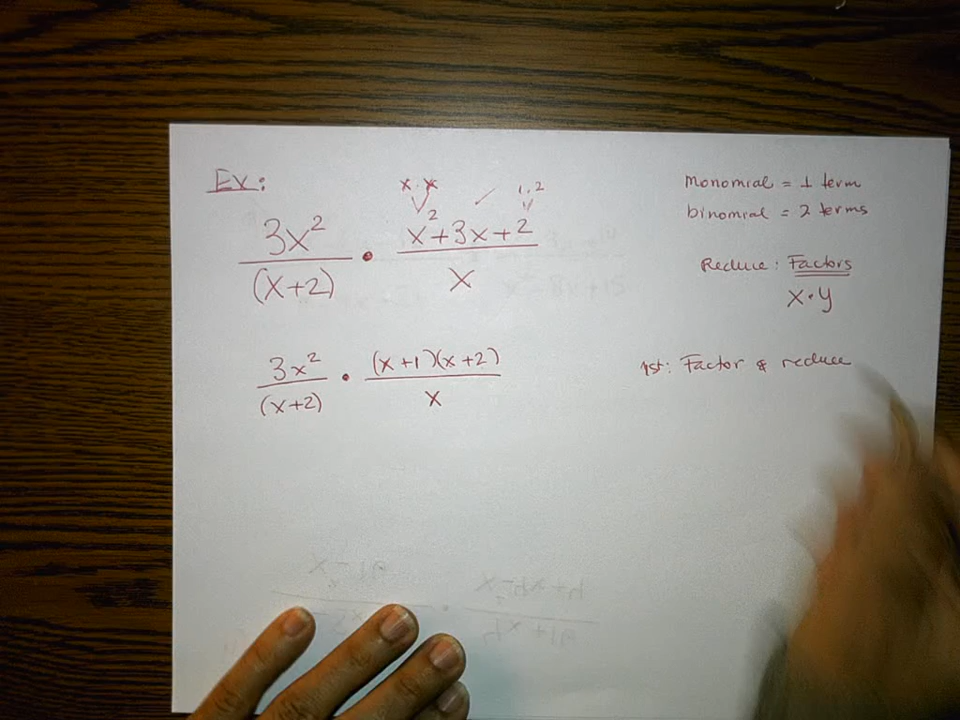 Ex:
x · x
1, 2
3x² · x²+3x+2
(x+2) x
3x² · (x+1)(x+2)
(x+2) x
monomial = 1 term
binomial = 2 terms
Reduce: Factors
x·y
1st: Factor & reduce